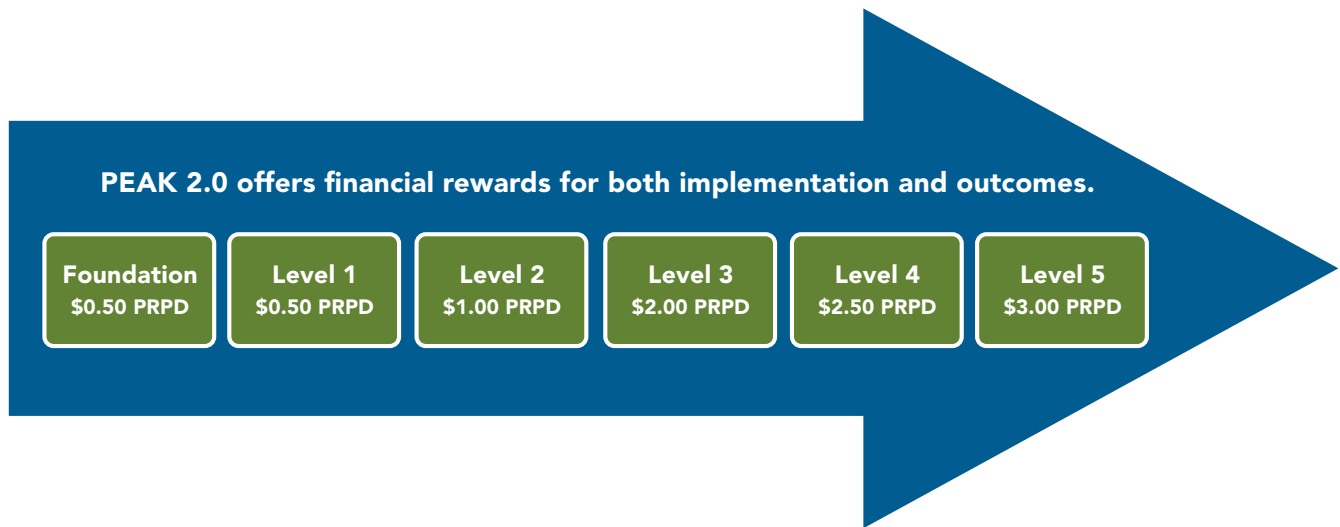 PEAK 2.0 offers financial rewards for both implementation and outcomes.
Foundation
$0.50 PRPD
Level 1
$0.50 PRPD
Level 2
$1.00 PRPD
Level 3
$2.00 PRPD
Level 4
$2.50 PRPD
Level 5
$3.00 PRPD